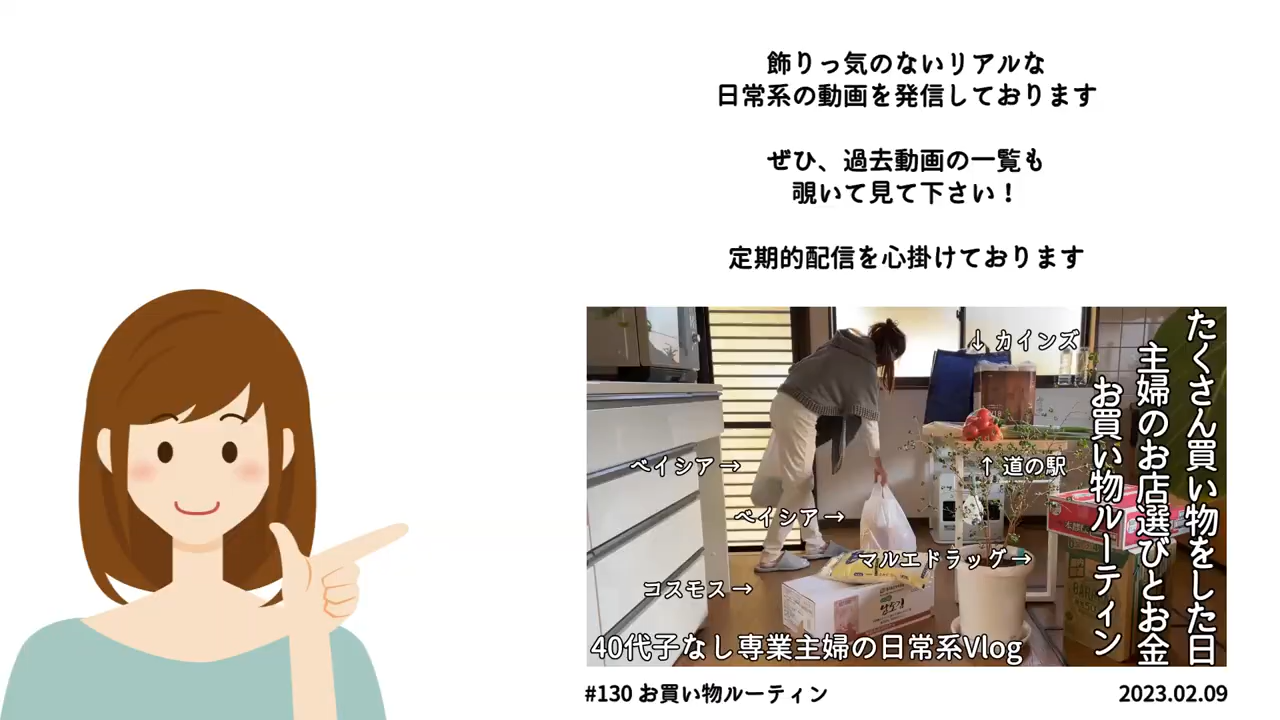 飾りっ気のないリアルな
日常系の動画を発信しております
ぜひ、過去動画の一覧も
覗いて見て下さい！
定期的配信を心掛けております
たくさん買い物をした日
主婦のお店選びとお金
お買い物ルーティン
↓ カインズ
ベイシア→
↑ 道の駅
ベイシア→
マルエドラッグ→
コスモス→
40代子なし専業主婦の日常系Vlog
#130 お買い物ルーティン
2023.02.09